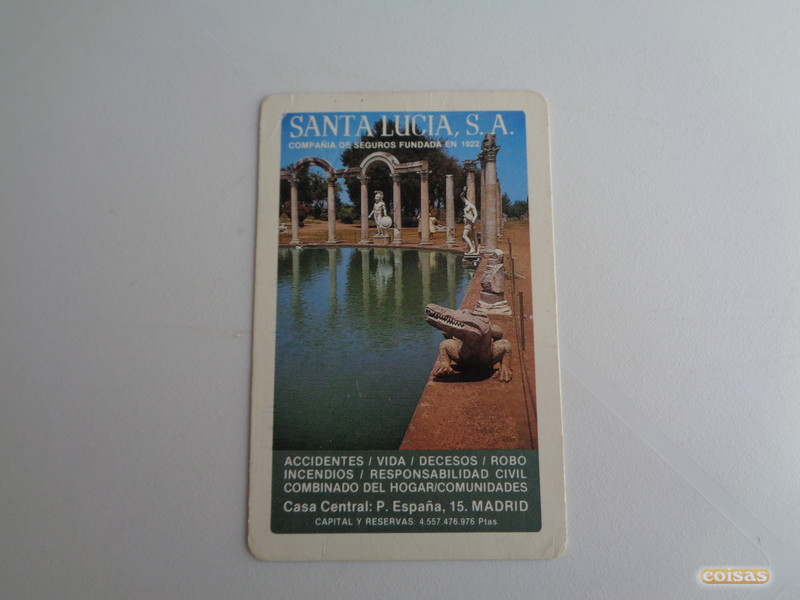 SANTA LUCIA, S. A.
COMPAÑIA DE SEGUROS FUNDADA EN 1922
ACCIDENTES / VIDA / DECESOS / ROBO
INCENDIOS / RESPONSABILIDAD CIVIL
COMBINADO DEL HOGAR/COMUNIDADES
Casa Central: P. España, 15. MADRID
CAPITAL Y RESERVAS: 4.557.476.976 Ptas.
coisas